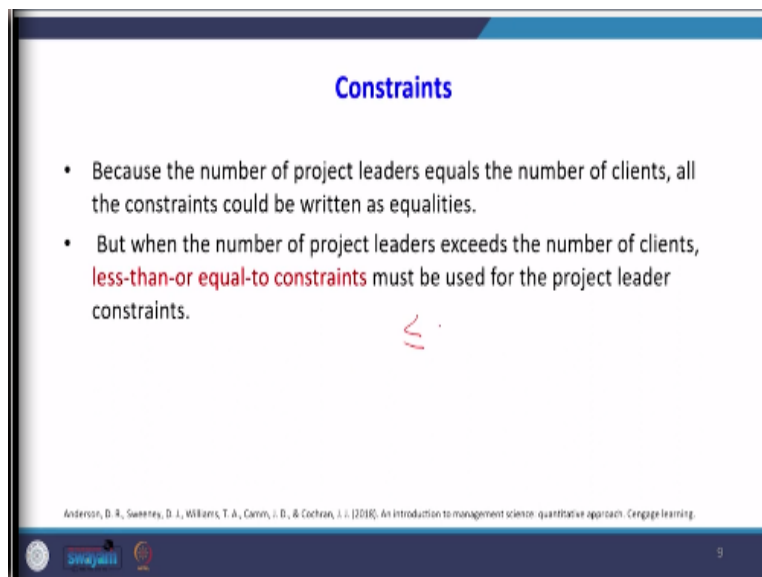 Constraints
• Because the number of project leaders equals the number of clients, all
the constraints could be written as equalities.
• But when the number of project leaders exceeds the number of clients,
less-than-or equal-to constraints must be used for the project leader
constraints.
≤
Anderson, D. R., Sweeney, D. J., Williams, T. A., Camm, J. D., & Cochran, J. J. (2018). An introduction to management science: quantitative approach. Cengage learning.
swayam
9